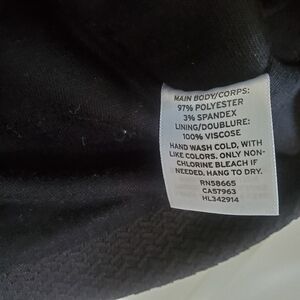 MAIN BODY/CORPS:
97% POLYESTER
3% SPANDEX
LINING/DOUBLURE:
100% VISCOSE
HAND WASH COLD, WITH
LIKE COLORS. ONLY NON-
CHLORINE BLEACH IF
NEEDED. HANG TO DRY.
RN58665
CA57963
HL342914